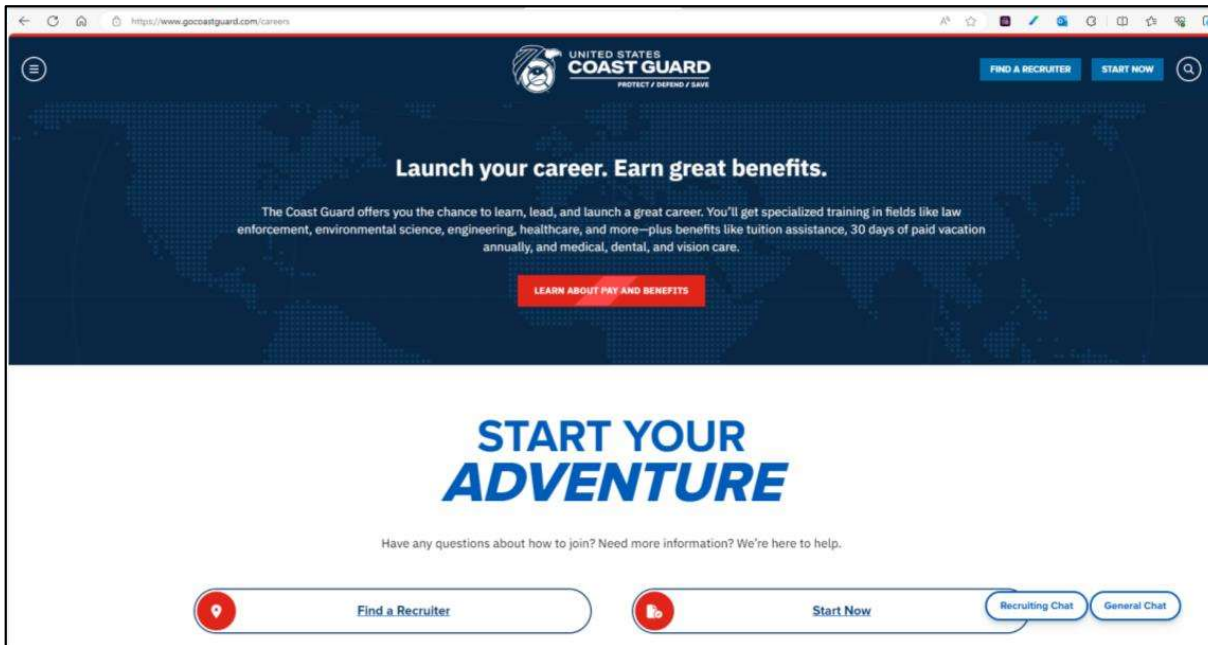 https://www.gocoastguard.com/careers
UNITED STATES
COAST GUARD
PROTECT / DEFEND / SAVE
FIND A RECRUITER
START NOW
Launch your career. Earn great benefits.
The Coast Guard offers you the chance to learn, lead, and launch a great career. You'll get specialized training in fields like law
enforcement, environmental science, engineering, healthcare, and more—plus benefits like tuition assistance, 30 days of paid vacation
annually, and medical, dental, and vision care.
LEARN ABOUT PAY AND BENEFITS
START YOUR
ADVENTURE
Have any questions about how to join? Need more information? We're here to help.
Find a Recruiter
Start Now
Recruiting Chat
General Chat